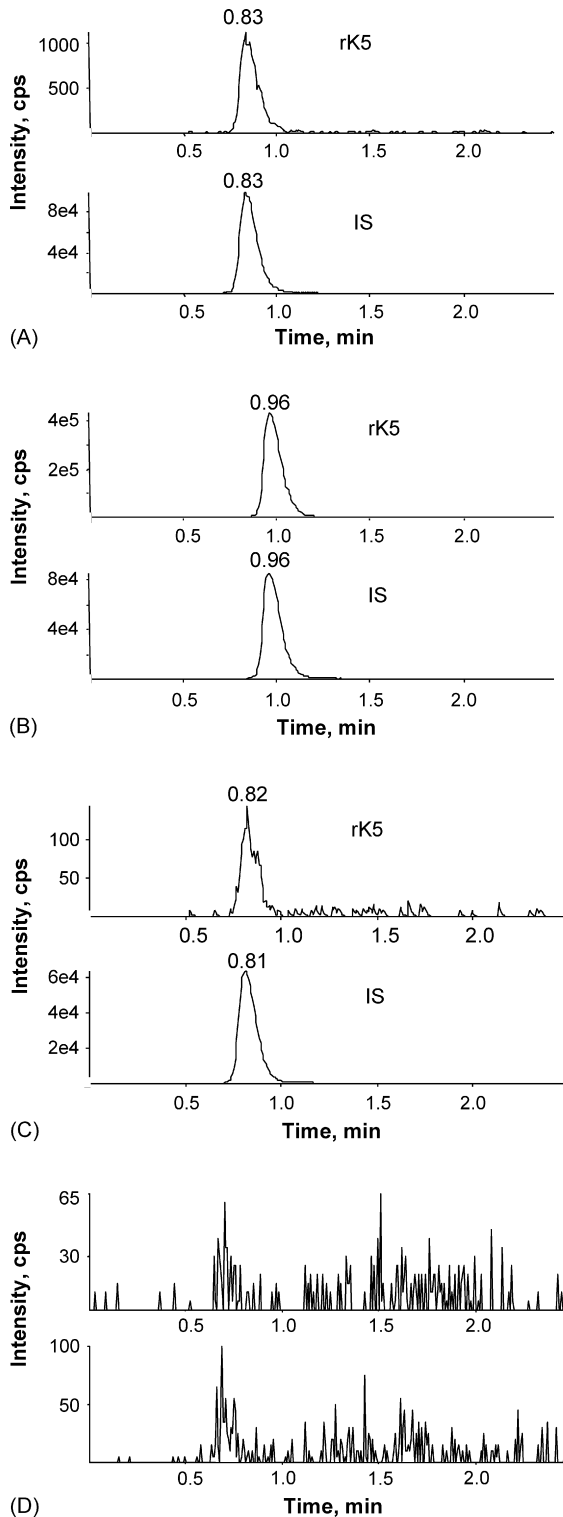 0.83
rK5
1000
500
0.5 1.0 1.5 2.0
0.83
IS
8e4
4e4
0.5 1.0 1.5 2.0
Intensity, cps
Time, min
(A)
0.96
rK5
4e5
2e5
0.5 1.0 1.5 2.0
0.96
IS
8e4
4e4
0.5 1.0 1.5 2.0
Intensity, cps
Time, min
(B)
0.82
rK5
100
50
0.5 1.0 1.5 2.0
0.81
IS
6e4
4e4
2e4
0.5 1.0 1.5 2.0
Intensity, cps
Time, min
(C)
65
30
0.5 1.0 1.5 2.0
100
50
0.5 1.0 1.5 2.0
Intensity, cps
Time, min
(D)